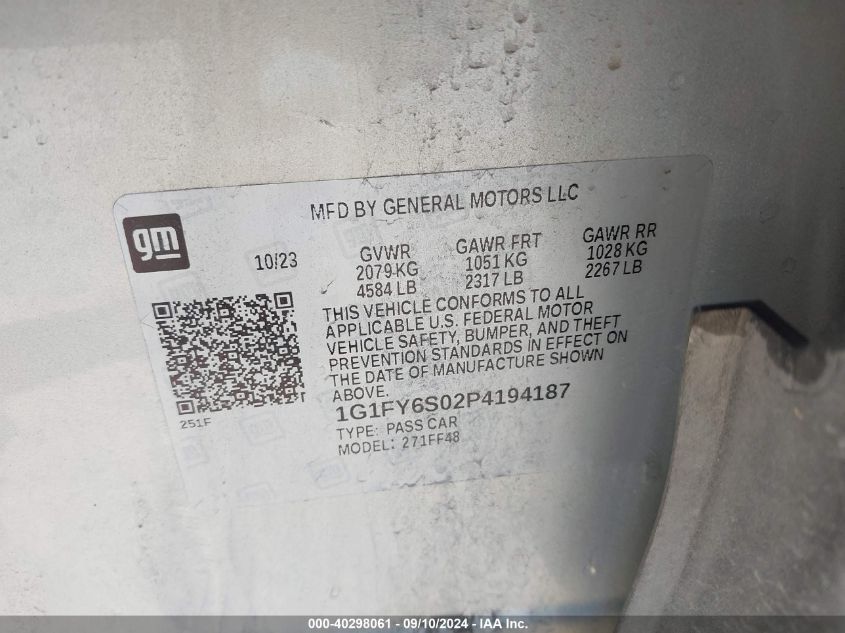 MFD BY GENERAL MOTORS LLC
gm
10/23
GVWR
2079 KG
4584 LB
GAWR FRT
1051 KG
2317 LB
GAWR RR
1028 KG
2267 LB
THIS VEHICLE CONFORMS TO ALL
APPLICABLE U.S. FEDERAL MOTOR
VEHICLE SAFETY, BUMPER, AND THEFT
PREVENTION STANDARDS IN EFFECT ON
THE DATE OF MANUFACTURE SHOWN
ABOVE.
251F
1G1FY6S02P4194187
TYPE: PASS CAR
MODEL: 271FF48
000-40298061 - 09/10/2024 - IAA Inc.